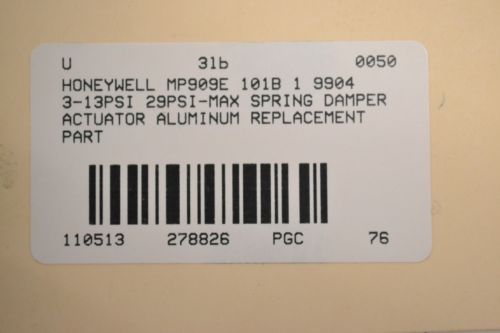 U 31b 0050
HONEYWELL MP909E 101B 1 9904
3-13PSI 29PSI-MAX SPRING DAMPER
ACTUATOR ALUMINUM REPLACEMENT
PART
110513 278826 PGC 76